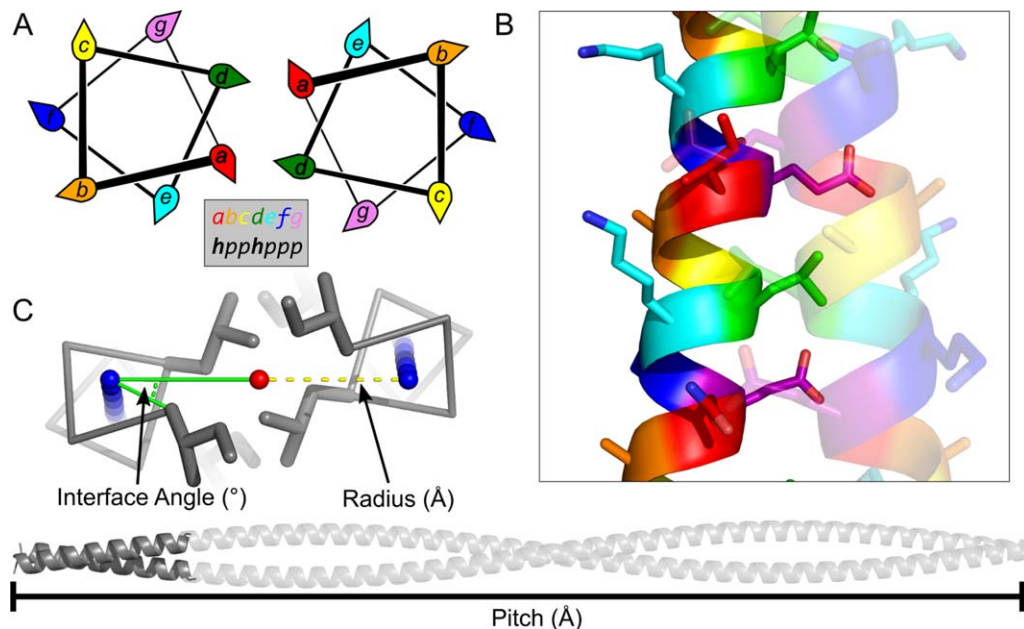 A
g
c
d
f
a
b
e
e
b
a
f
d
c
g
abcdefg
hpphppp
B
C
Interface Angle (°)
Radius (Å)
Pitch (Å)